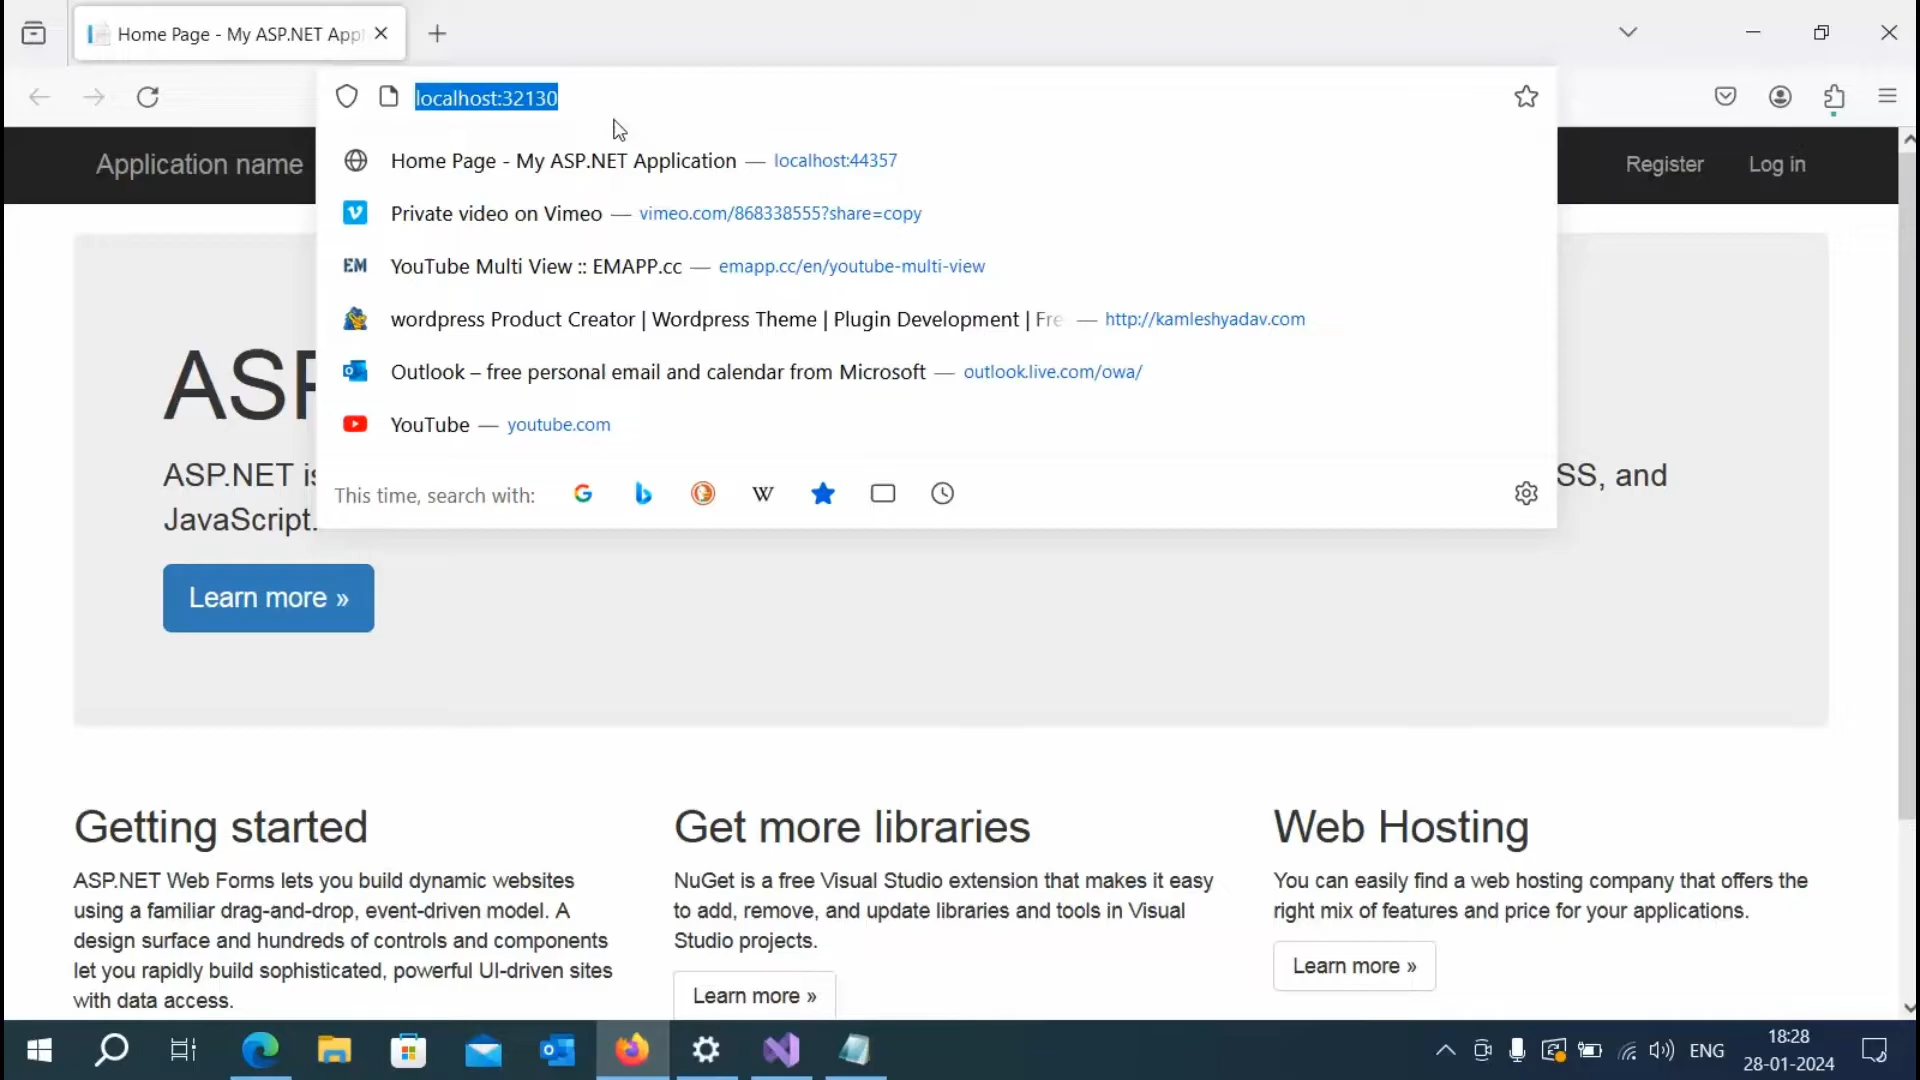 Home Page - My ASP.NET Appl
localhost:32130
Application name
Register
Log in
Home Page - My ASP.NET Application — localhost:44357
Private video on Vimeo — vimeo.com/868338555?share=copy
EM YouTube Multi View :: EMAPP.cc — emapp.cc/en/youtube-multi-view
wordpress Product Creator | Wordpress Theme | Plugin Development | Fre — http://kamleshyadav.com
Outlook – free personal email and calendar from Microsoft — outlook.live.com/owa/
YouTube — youtube.com
This time, search with:
ASP
ASP.NET is
SS, and
JavaScript.
Learn more »
Getting started
ASP.NET Web Forms lets you build dynamic websites
using a familiar drag-and-drop, event-driven model. A
design surface and hundreds of controls and components
let you rapidly build sophisticated, powerful UI-driven sites
with data access.
Get more libraries
NuGet is a free Visual Studio extension that makes it easy
to add, remove, and update libraries and tools in Visual
Studio projects.
Learn more »
Web Hosting
You can easily find a web hosting company that offers the
right mix of features and price for your applications.
Learn more »
ENG
18:28
28-01-2024